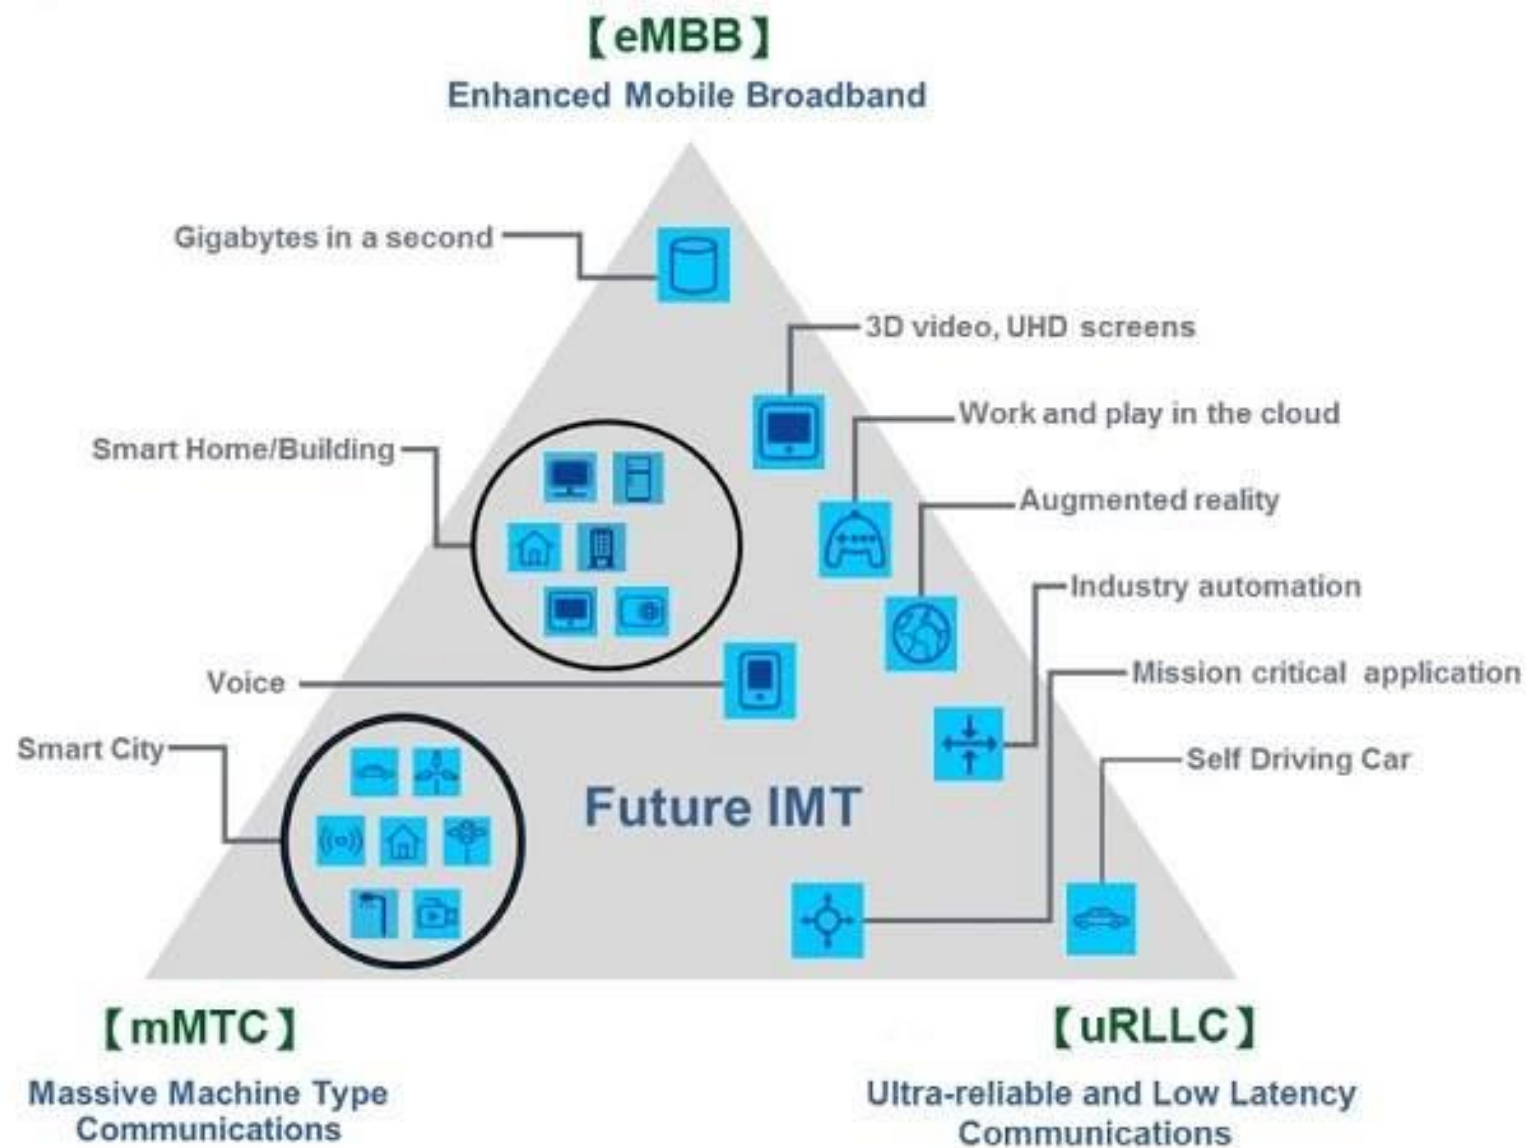 【eMBB】
Enhanced Mobile Broadband
Gigabytes in a second
3D video, UHD screens
Work and play in the cloud
Smart Home/Building
Augmented reality
Industry automation
Mission critical application
Voice
Smart City
Self Driving Car
Future IMT
【mMTC】
Massive Machine Type
Communications
【uRLLC】
Ultra-reliable and Low Latency
Communications